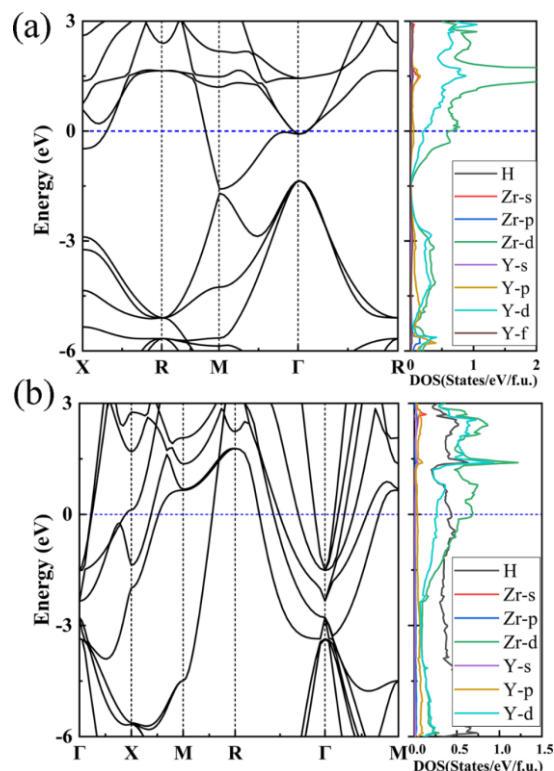 (a)
3
0
-3
-6
Energy (eV)
X R M Γ R
H
Zr-s
Zr-p
Zr-d
Y-s
Y-p
Y-d
Y-f
0 1 2
DOS(States/eV/f.u.)
(b)
3
0
-3
-6
Energy (eV)
Γ X M R Γ M
H
Zr-s
Zr-p
Zr-d
Y-s
Y-p
Y-d
0.0 0.5 1.0 1.5
DOS(States/eV/f.u.)